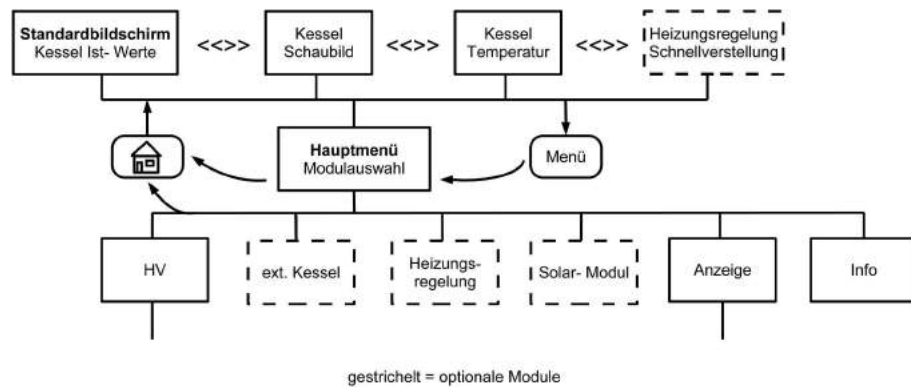 Standardbildschirm
Kessel Ist- Werte
<<>>
Kessel
Schaubild
<<>>
Kessel
Temperatur
<<>>
Heizungsregelung
Schnellverstellung
Hauptmenü
Modulauswahl
Menü
HV
ext. Kessel
Heizungs-
regelung
Solar- Modul
Anzeige
Info
gestrichelt = optionale Module